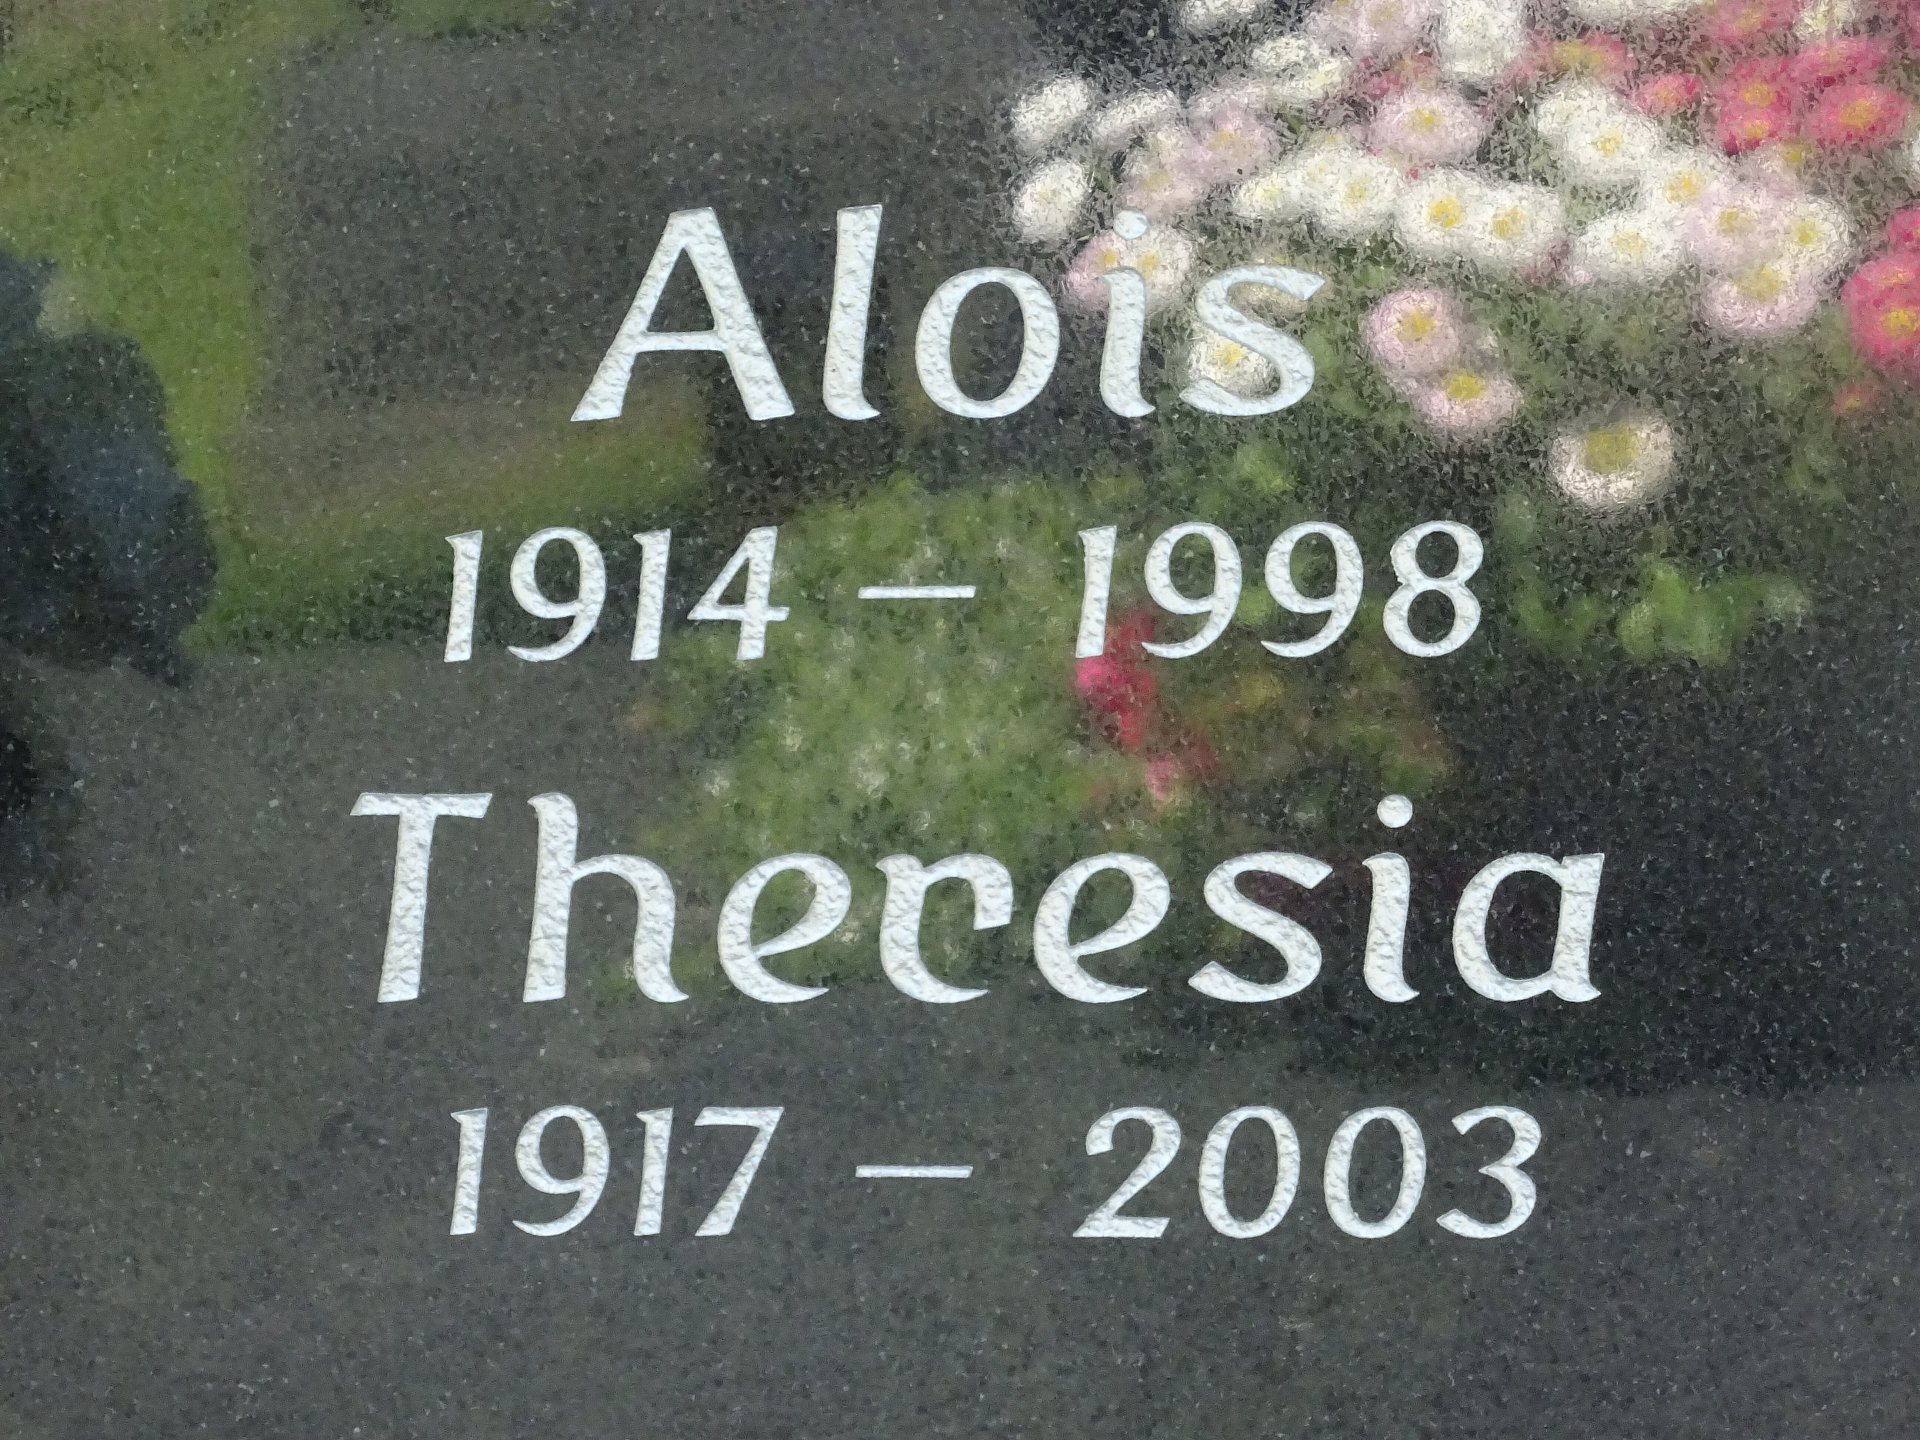 Alois
1914 – 1998
Theresia
1917 – 2003